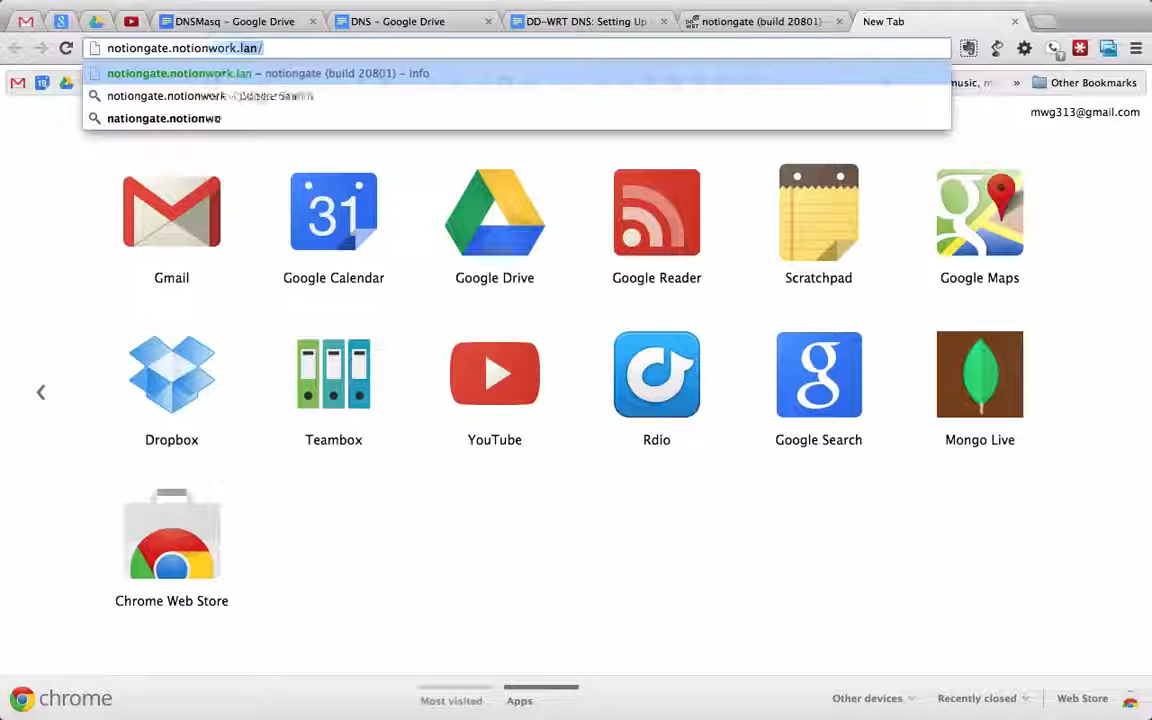 DNSMasq – Google Drive
DNS – Google Drive
DD–WRT DNS: Setting Up
notiongate (build 20801)
New Tab
notiongate.notionwork.lan/
notiongate.notionwork.lan – notiongate (build 20801) – Info
notiongate.notionwork
nationgate.notionwo
music, m
»
Other Bookmarks
mwg313@gmail.com
31
Gmail
Google Calendar
Google Drive
Google Reader
Scratchpad
Google Maps
Dropbox
Teambox
YouTube
Rdio
Google Search
Mongo Live
Chrome Web Store
chrome
Most visited
Apps
Other devices
Recently closed
Web Store